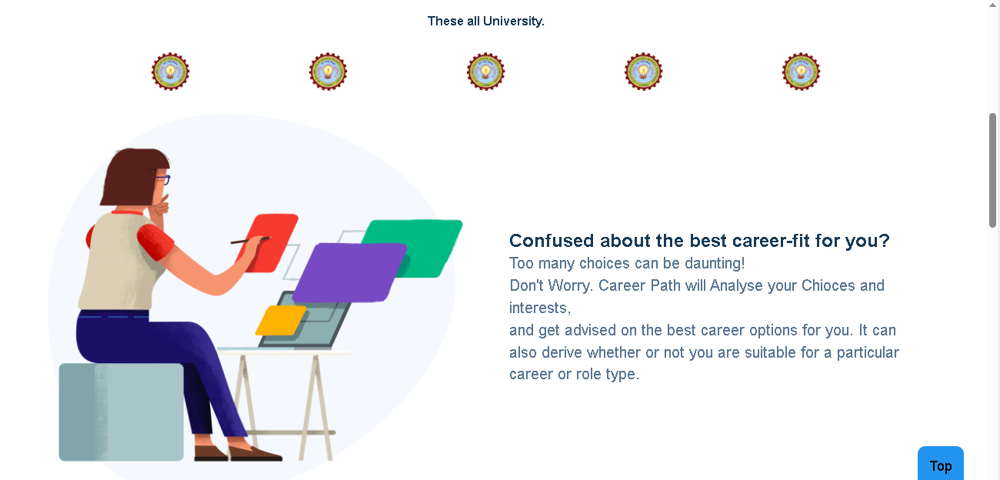 These all University.
Confused about the best career-fit for you?
Too many choices can be daunting!
Don't Worry. Career Path will Analyse your Chioces and
interests,
and get advised on the best career options for you. It can
also derive whether or not you are suitable for a particular
career or role type.
Top